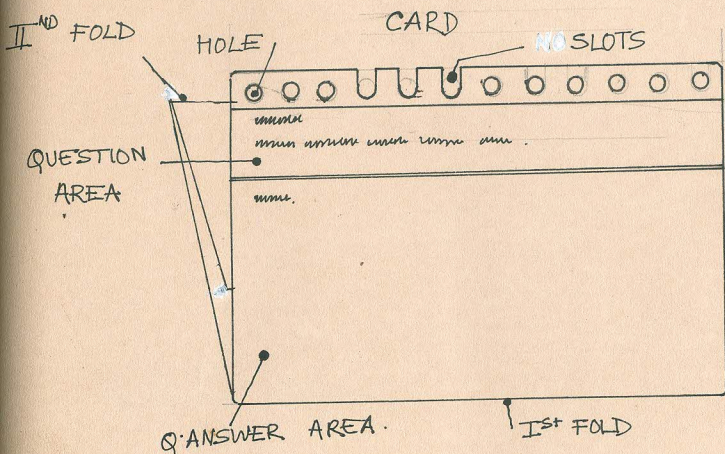 CARD
IIND FOLD
HOLE
SLOTS
QUESTION
AREA
Q.ANSWER AREA.
Ist FOLD